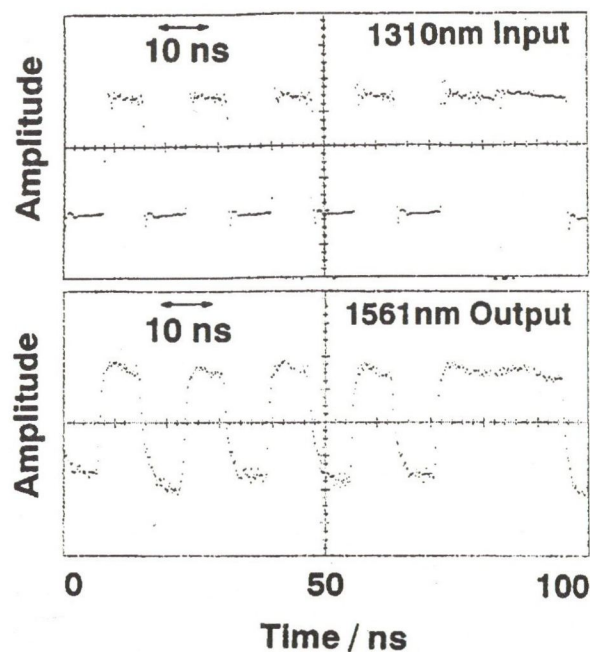 10 ns
1310nm Input
Amplitude
10 ns
1561nm Output
Amplitude
0 50 100
Time / ns